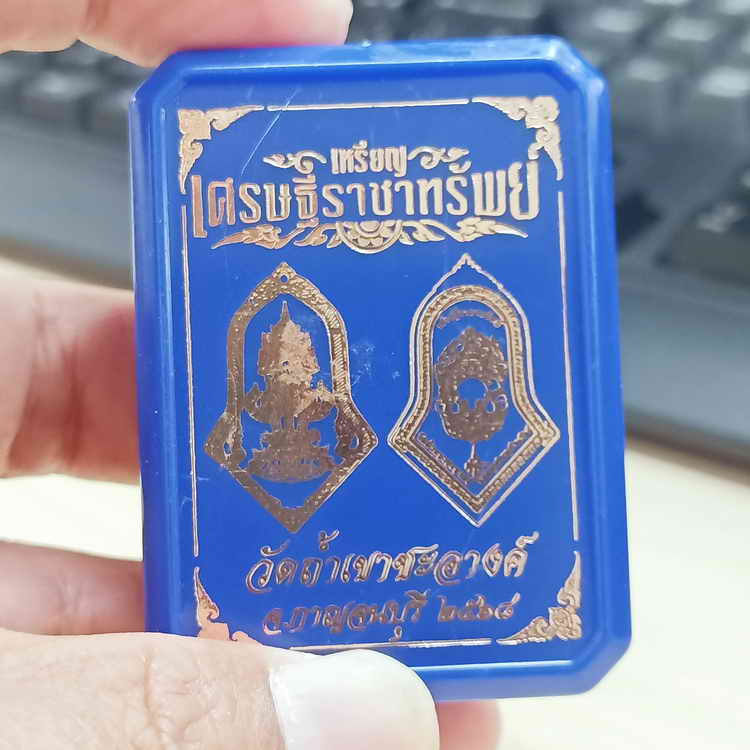 เหรียญ
เศรษฐีราชาทรัพย์
วัดถ้ำเขาชะอางค์
จ.กาญจนบุรี ๒๕๖๔